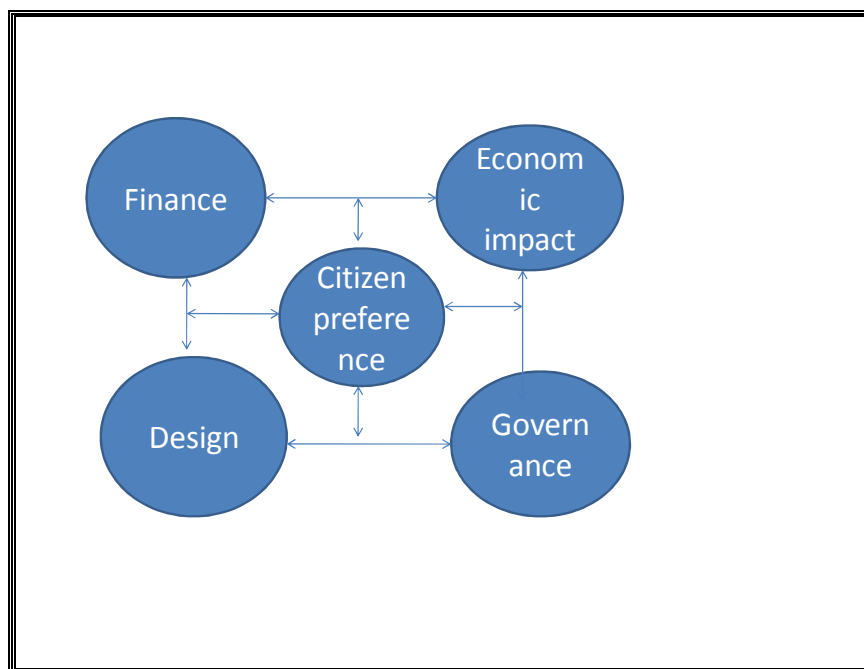 Finance
Econom
ic
impact
Citizen
prefere
nce
Design
Govern
ance